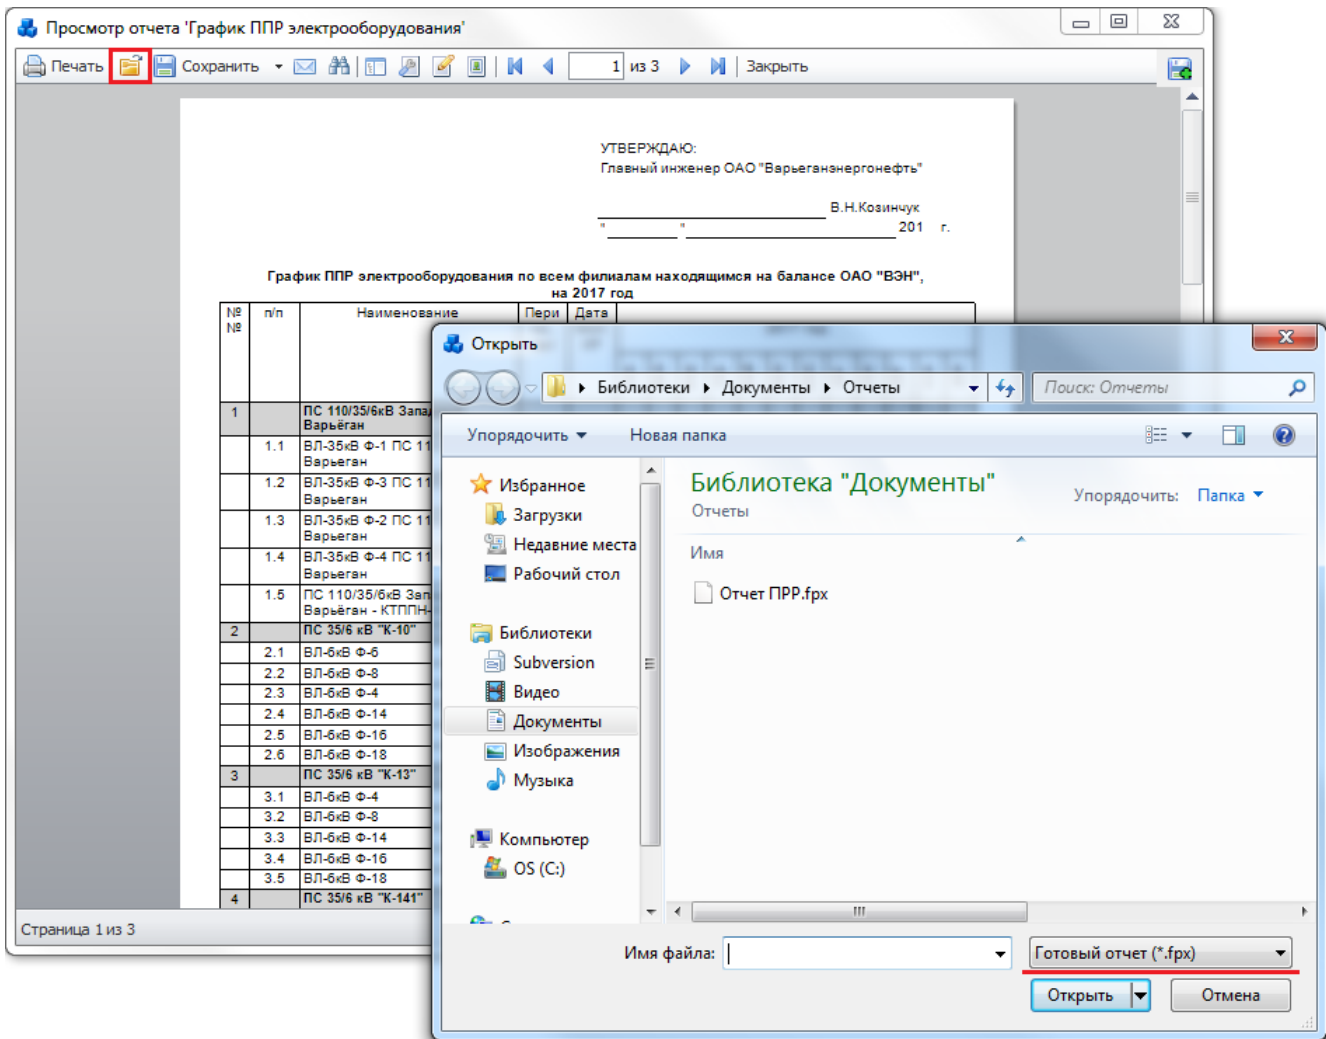 Просмотр отчета 'График ППР электрооборудования'
Печать Сохранить 1 из 3 Закрыть
УТВЕРЖДАЮ:
Главный инженер ОАО "Варьеганэнергонефть"
В.Н.Козинчук
" " 201 г.
График ППР электрооборудования по всем филиалам находящимся на балансе ОАО "ВЭН",
на 2017 год
№ п/п Наименование Пери Дата
№
1 ПС 110/35/6кВ Запад
Варьёган
1.1 ВЛ-35кВ Ф-1 ПС 11
Варьеган
1.2 ВЛ-35кВ Ф-3 ПС 11
Варьеган
1.3 ВЛ-35кВ Ф-2 ПС 11
Варьеган
1.4 ВЛ-35кВ Ф-4 ПС 11
Варьеган
1.5 ПС 110/35/6кВ Зап
Варьёган - КТППН-
2 ПС 35/6 кВ "К-10"
2.1 ВЛ-6кВ Ф-6
2.2 ВЛ-6кВ Ф-8
2.3 ВЛ-6кВ Ф-4
2.4 ВЛ-6кВ Ф-14
2.5 ВЛ-6кВ Ф-16
2.6 ВЛ-6кВ Ф-18
3 ПС 35/6 кВ "К-13"
3.1 ВЛ-6кВ Ф-4
3.2 ВЛ-6кВ Ф-8
3.3 ВЛ-6кВ Ф-14
3.4 ВЛ-6кВ Ф-16
3.5 ВЛ-6кВ Ф-18
4 ПС 35/6 кВ "К-141"
Страница 1 из 3
Открыть
Библиотеки Документы Отчеты Поиск: Отчеты
Упорядочить Новая папка
Избранное
Загрузки
Недавние места
Рабочий стол
Библиотеки
Subversion
Видео
Документы
Изображения
Музыка
Компьютер
OS (C:)
Библиотека "Документы"
Отчеты
Упорядочить: Папка
Имя
Отчет ПРР.fpx
Имя файла: Готовый отчет (*.fpx)
Открыть Отмена